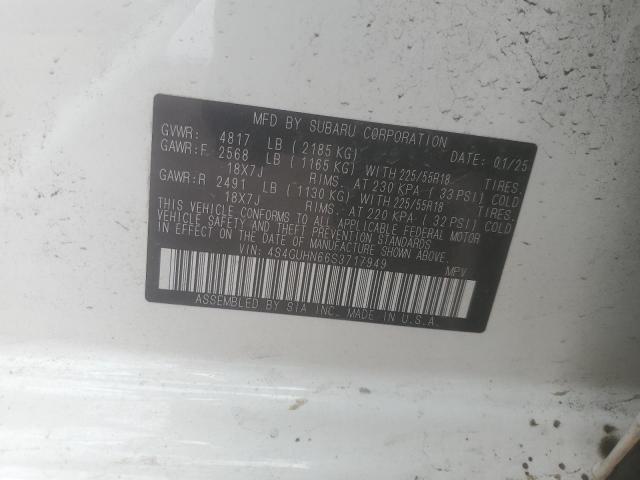 MFD BY SUBARU CORPORATION
GVWR: 4817 LB ( 2185 KG) DATE: 01/25
GAWR:F 2568 LB ( 1165 KG) WITH 225/55R18 TIRES.
18X7J RIMS. AT 230 KPA ( 33 PSI) COLD
GAWR:R 2491 LB ( 1130 KG) WITH 225/55R18 TIRES.
18X7J RIMS. AT 220 KPA ( 32 PSI) COLD
THIS VEHICLE CONFORMS TO ALL APPLICABLE FEDERAL MOTOR
VEHICLE SAFETY AND THEFT PREVENTION STANDARDS
IN EFFECT ON THE DATE OF MANUFACTURE SHOWN ABOVE.
VIN: 4S4GUHN66S3717949 MPV
ASSEMBLED BY SIA INC. MADE IN U.S.A.